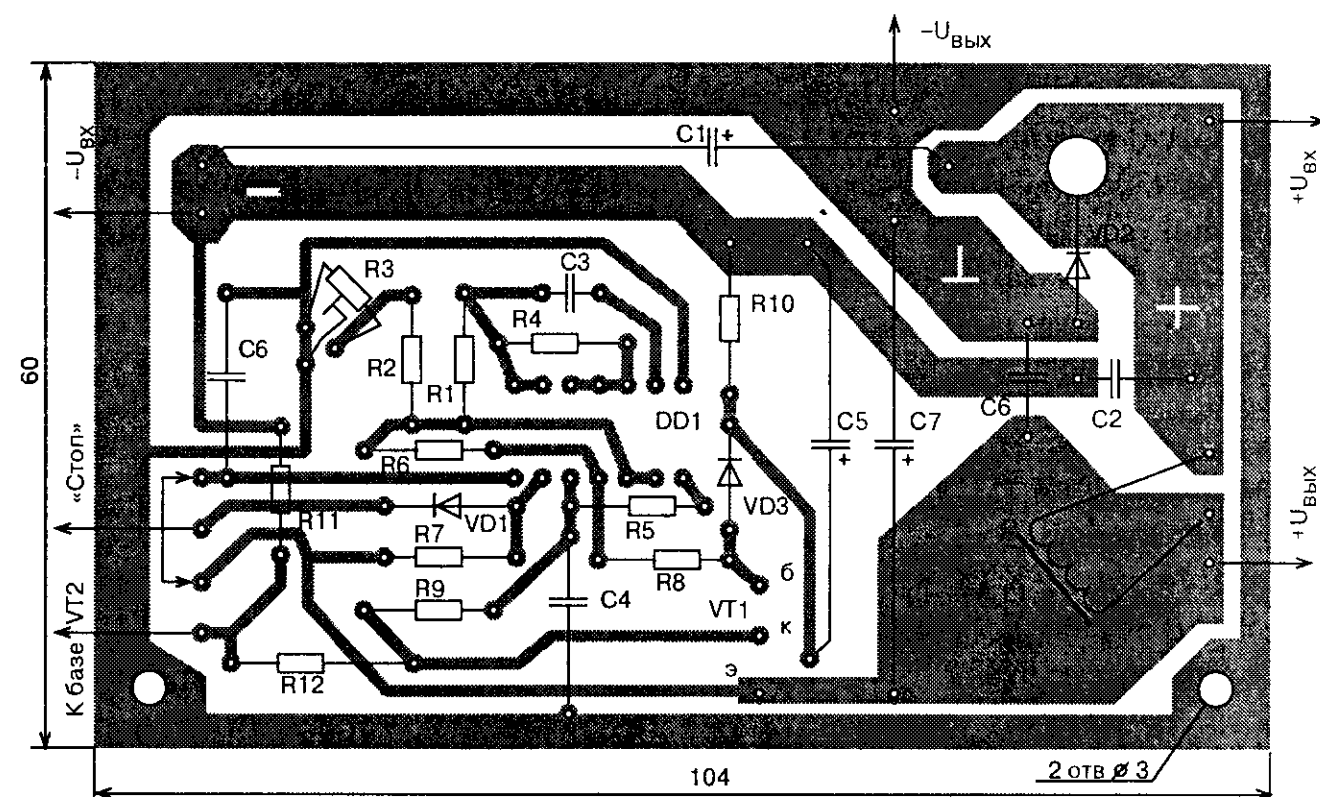 −Uвых
−Uвх
C1 +
+Uвх
VD2
R3
C3
R10
R4
C6
R2
R1
60
DD1
C5
C7
C6
C2
+
+
R6
«Стоп»
R11
VD1
R5
VD3
+Uвых
R7
R8
б
R9
C4
VT1
к
К базе VT2
R12
э
2 отв ø 3
104